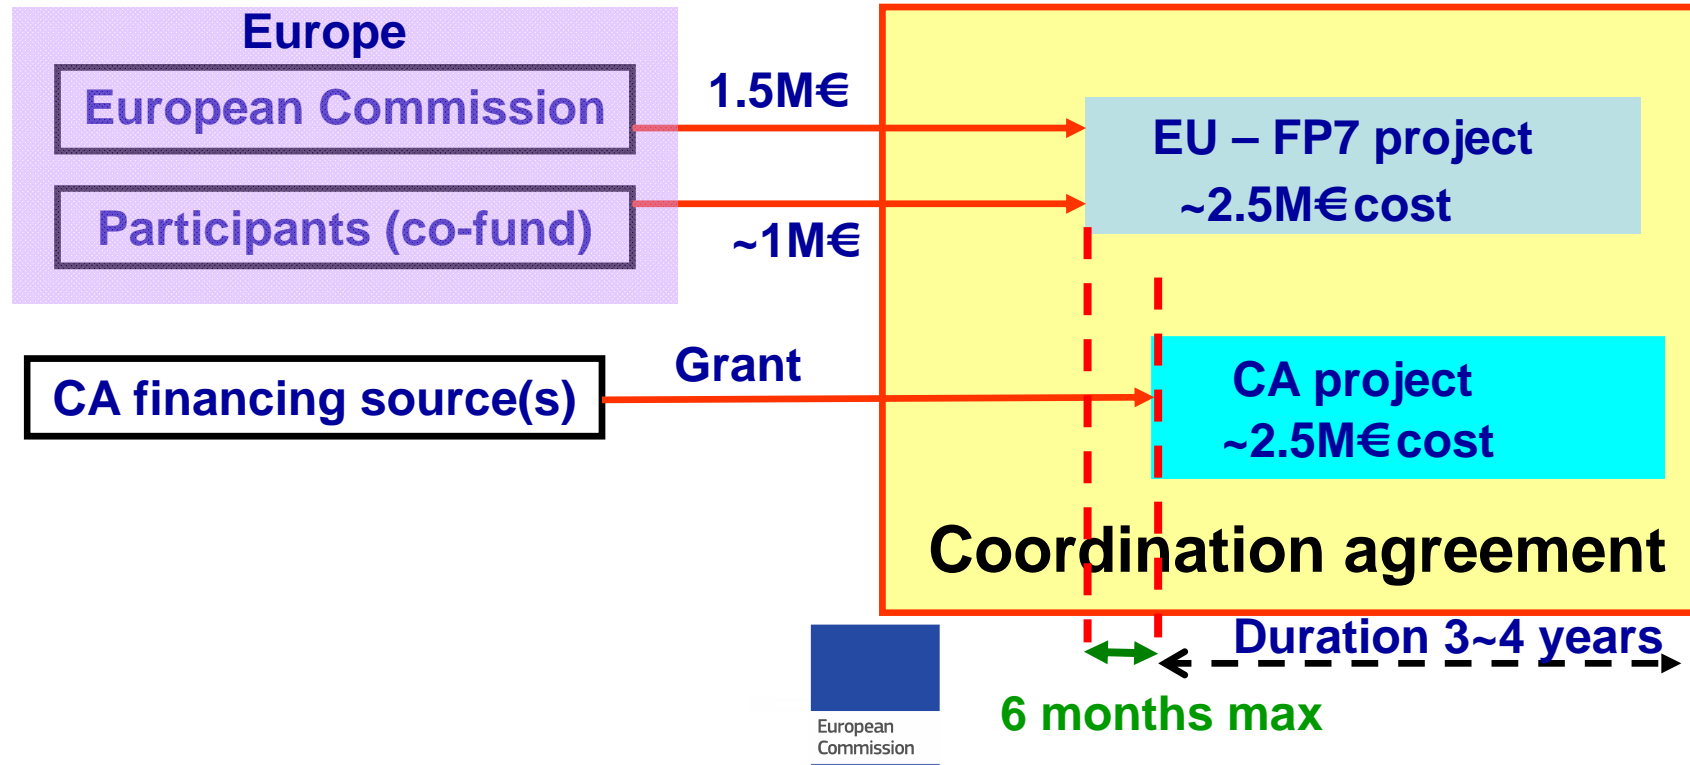 Europe
European Commission
1.5M€
EU – FP7 project
~2.5M€cost
Participants (co-fund)
~1M€
CA financing source(s)
Grant
CA project
~2.5M€cost
Coordination agreement
Duration 3~4 years
6 months max
European
Commission